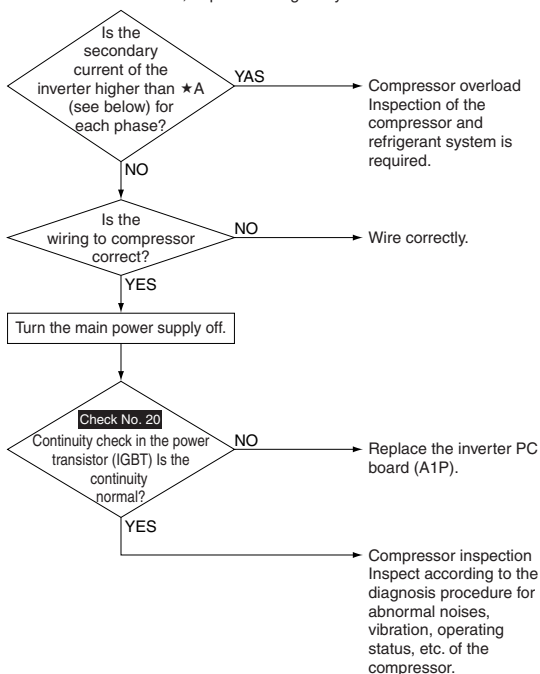 Is the
secondary
current of the
inverter higher than ★A
(see below) for
each phase?
YAS
Compressor overload
Inspection of the
compressor and
refrigerant system is
required.
NO
Is the
wiring to compressor
correct?
NO
Wire correctly.
YES
Turn the main power supply off.
Check No. 20
Continuity check in the power
transistor (IGBT) Is the
continuity
normal?
NO
Replace the inverter PC
board (A1P).
YES
Compressor inspection
Inspect according to the
diagnosis procedure for
abnormal noises,
vibration, operating
status, etc. of the
compressor.